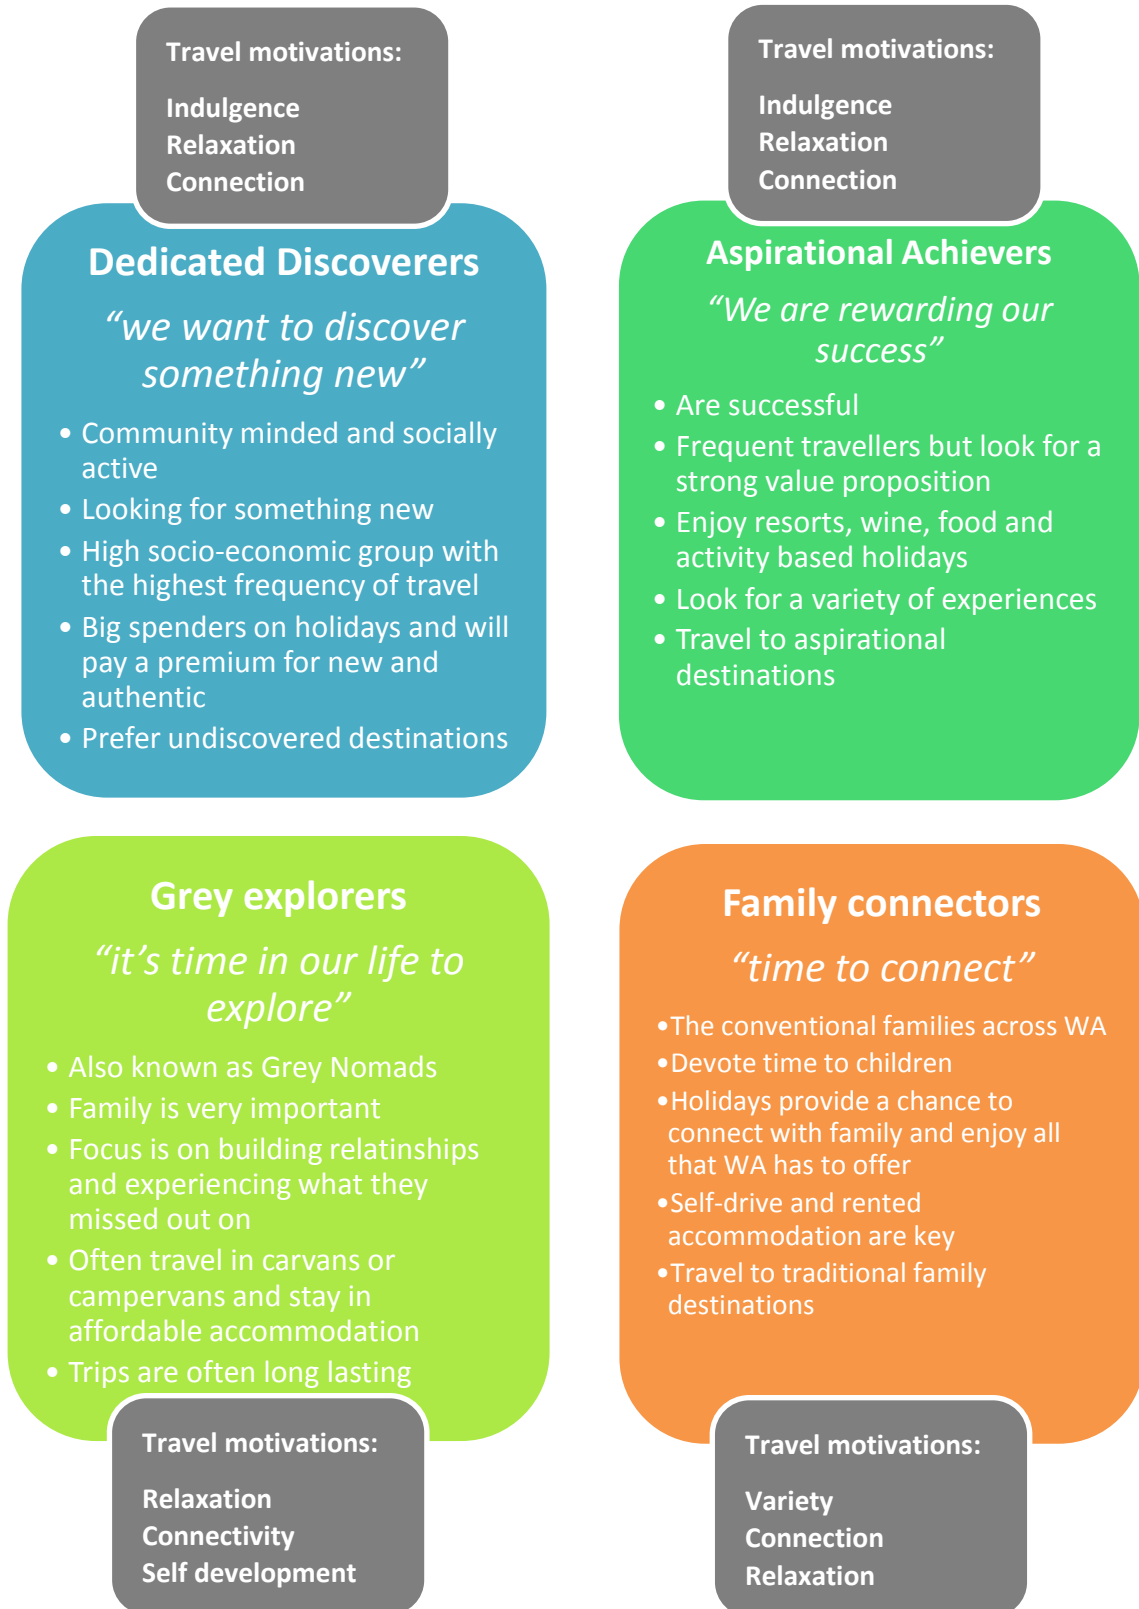 Travel motivations:
Indulgence
Relaxation
Connection
Dedicated Discoverers
“we want to discover
something new”
• Community minded and socially
active
• Looking for something new
• High socio-economic group with
the highest frequency of travel
• Big spenders on holidays and will
pay a premium for new and
authentic
• Prefer undiscovered destinations
Travel motivations:
Indulgence
Relaxation
Connection
Aspirational Achievers
“We are rewarding our
success”
• Are successful
• Frequent travellers but look for a
strong value proposition
• Enjoy resorts, wine, food and
activity based holidays
• Look for a variety of experiences
• Travel to aspirational
destinations
Grey explorers
“it’s time in our life to
explore”
• Also known as Grey Nomads
• Family is very important
• Focus is on building relatinships
and experiencing what they
missed out on
• Often travel in carvans or
campervans and stay in
affordable accommodation
• Trips are often long lasting
Travel motivations:
Relaxation
Connectivity
Self development
Family connectors
“time to connect”
•The conventional families across WA
•Devote time to children
•Holidays provide a chance to
connect with family and enjoy all
that WA has to offer
•Self-drive and rented
accommodation are key
•Travel to traditional family
destinations
Travel motivations:
Variety
Connection
Relaxation